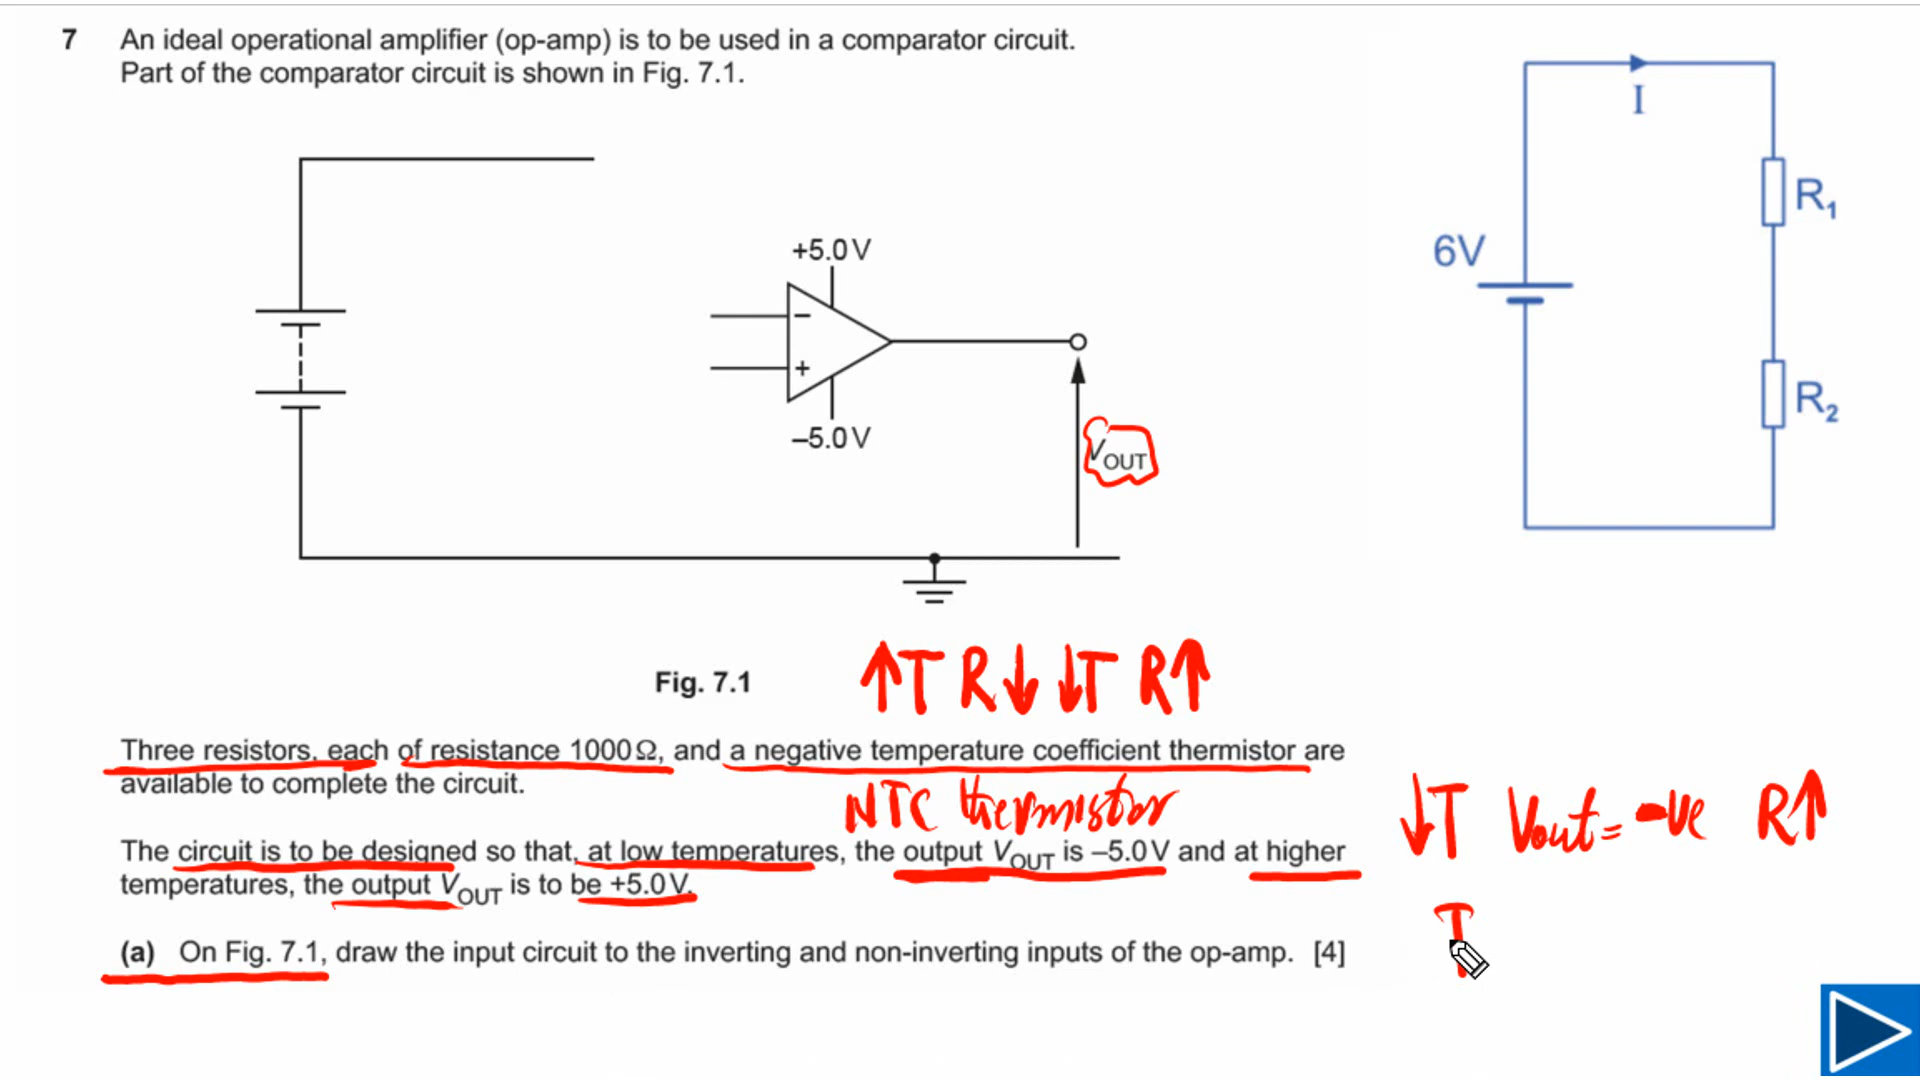 7 An ideal operational amplifier (op-amp) is to be used in a comparator circuit.
Part of the comparator circuit is shown in Fig. 7.1.
I
R1
6V
R2
+5.0V
−
+
–5.0V
VOUT
Fig. 7.1
↑T R↓ ↓T R↑
Three resistors, each of resistance 1000Ω, and a negative temperature coefficient thermistor are
available to complete the circuit.
NTC thermistor
↓T Vout = -ve R↑
The circuit is to be designed so that, at low temperatures, the output VOUT is –5.0V and at higher
temperatures, the output VOUT is to be +5.0V.
T
(a) On Fig. 7.1, draw the input circuit to the inverting and non-inverting inputs of the op-amp. [4]